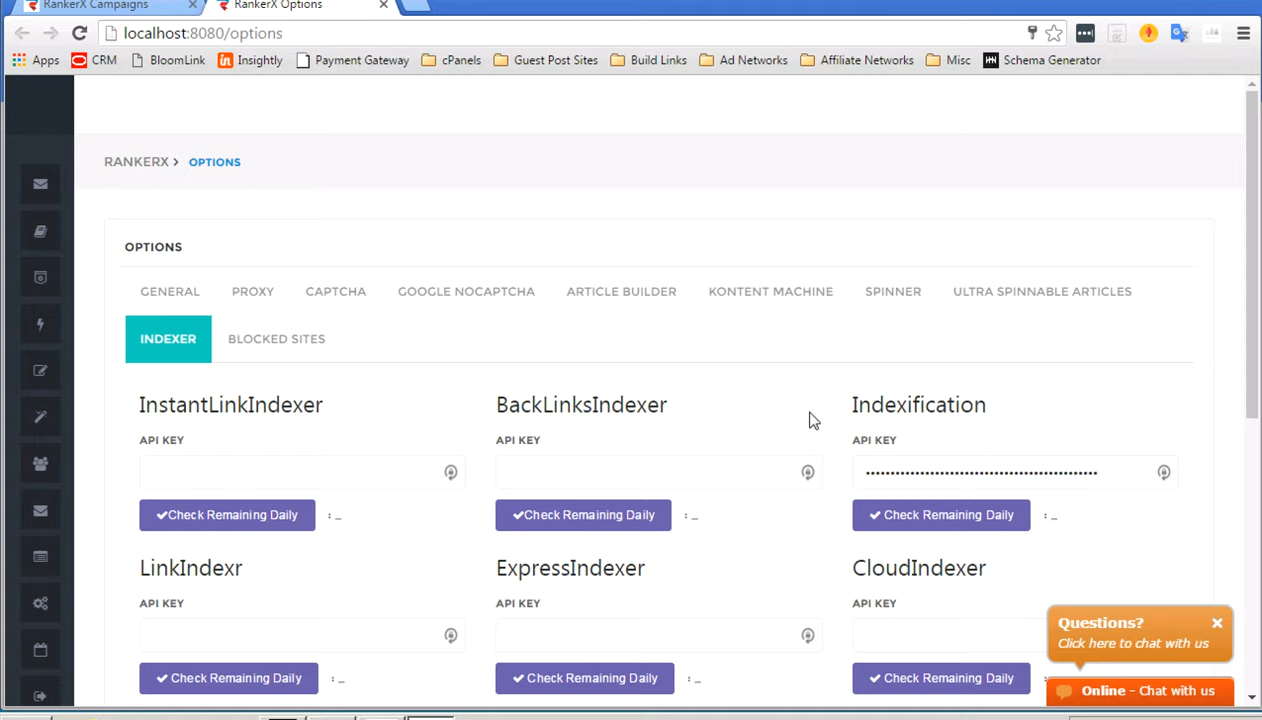 RankerX Campaigns
RankerX Options
localhost:8080/options
Apps CRM BloomLink Insightly Payment Gateway cPanels Guest Post Sites Build Links Ad Networks Affiliate Networks Misc Schema Generator
RANKERX > OPTIONS
OPTIONS
GENERAL PROXY CAPTCHA GOOGLE NOCAPTCHA ARTICLE BUILDER KONTENT MACHINE SPINNER ULTRA SPINNABLE ARTICLES
INDEXER BLOCKED SITES
InstantLinkIndexer BackLinksIndexer Indexification
API KEY API KEY API KEY
Check Remaining Daily : _ Check Remaining Daily : _ Check Remaining Daily : _
LinkIndexr ExpressIndexer CloudIndexer
API KEY API KEY API KEY
Check Remaining Daily : _ Check Remaining Daily : _ Check Remaining Daily
Questions?
Click here to chat with us
Online - Chat with us